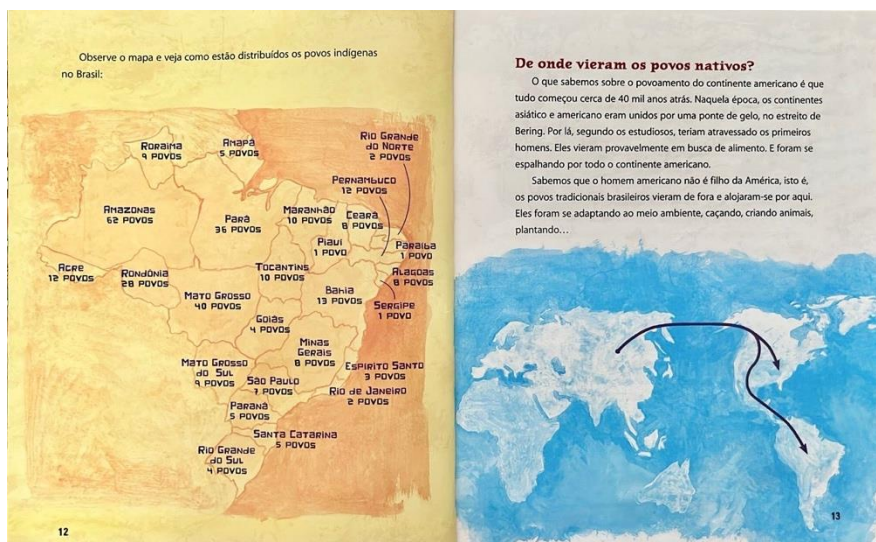 Observe o mapa e veja como estão distribuídos os povos indígenas
no Brasil:
Roraima
9 povos
Amapá
5 povos
Rio Grande
do Norte
2 povos
Pernambuco
12 povos
Amazonas
62 povos
Pará
36 povos
Maranhão
10 povos
Ceará
8 povos
Piauí
1 povo
Paraíba
1 povo
Acre
12 povos
Rondônia
28 povos
Tocantins
10 povos
Alagoas
8 povos
Mato Grosso
40 povos
Bahia
13 povos
Sergipe
1 povo
Goiás
4 povos
Minas
Gerais
8 povos
Mato Grosso
do Sul
9 povos
Espirito Santo
3 povos
São Paulo
7 povos
Rio de Janeiro
2 povos
Paraná
5 povos
Santa Catarina
5 povos
Rio Grande
do Sul
4 povos
12
De onde vieram os povos nativos?
O que sabemos sobre o povoamento do continente americano é que
tudo começou cerca de 40 mil anos atrás. Naquela época, os continentes
asiático e americano eram unidos por uma ponte de gelo, no estreito de
Bering. Por lá, segundo os estudiosos, teriam atravessado os primeiros
homens. Eles vieram provavelmente em busca de alimento. E foram se
espalhando por todo o continente americano.
Sabemos que o homem americano não é filho da América, isto é,
os povos tradicionais brasileiros vieram de fora e alojaram-se por aqui.
Eles foram se adaptando ao meio ambiente, caçando, criando animais,
plantando…
13